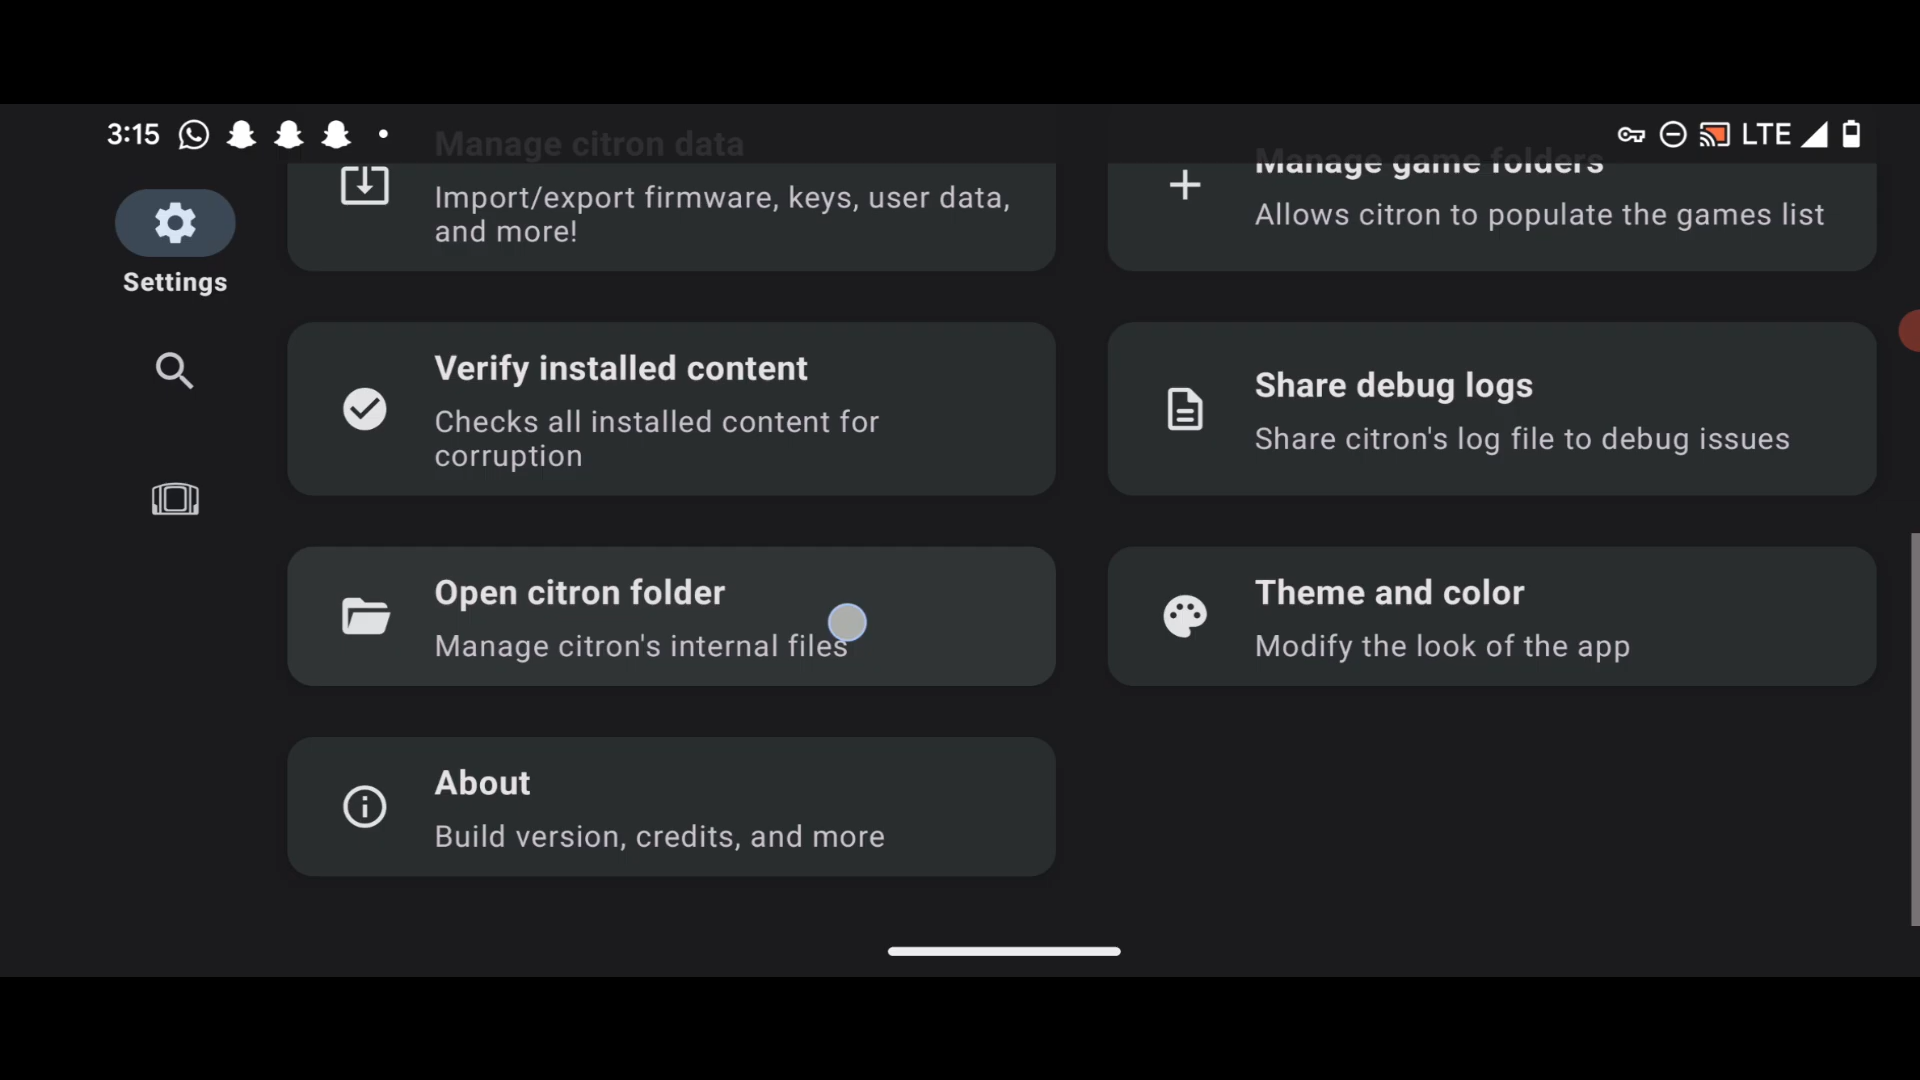 3:15
LTE
Settings
Manage citron data
Import/export firmware, keys, user data,
and more!
Manage game folders
Allows citron to populate the games list
Verify installed content
Checks all installed content for
corruption
Share debug logs
Share citron's log file to debug issues
Open citron folder
Manage citron's internal files
Theme and color
Modify the look of the app
About
Build version, credits, and more